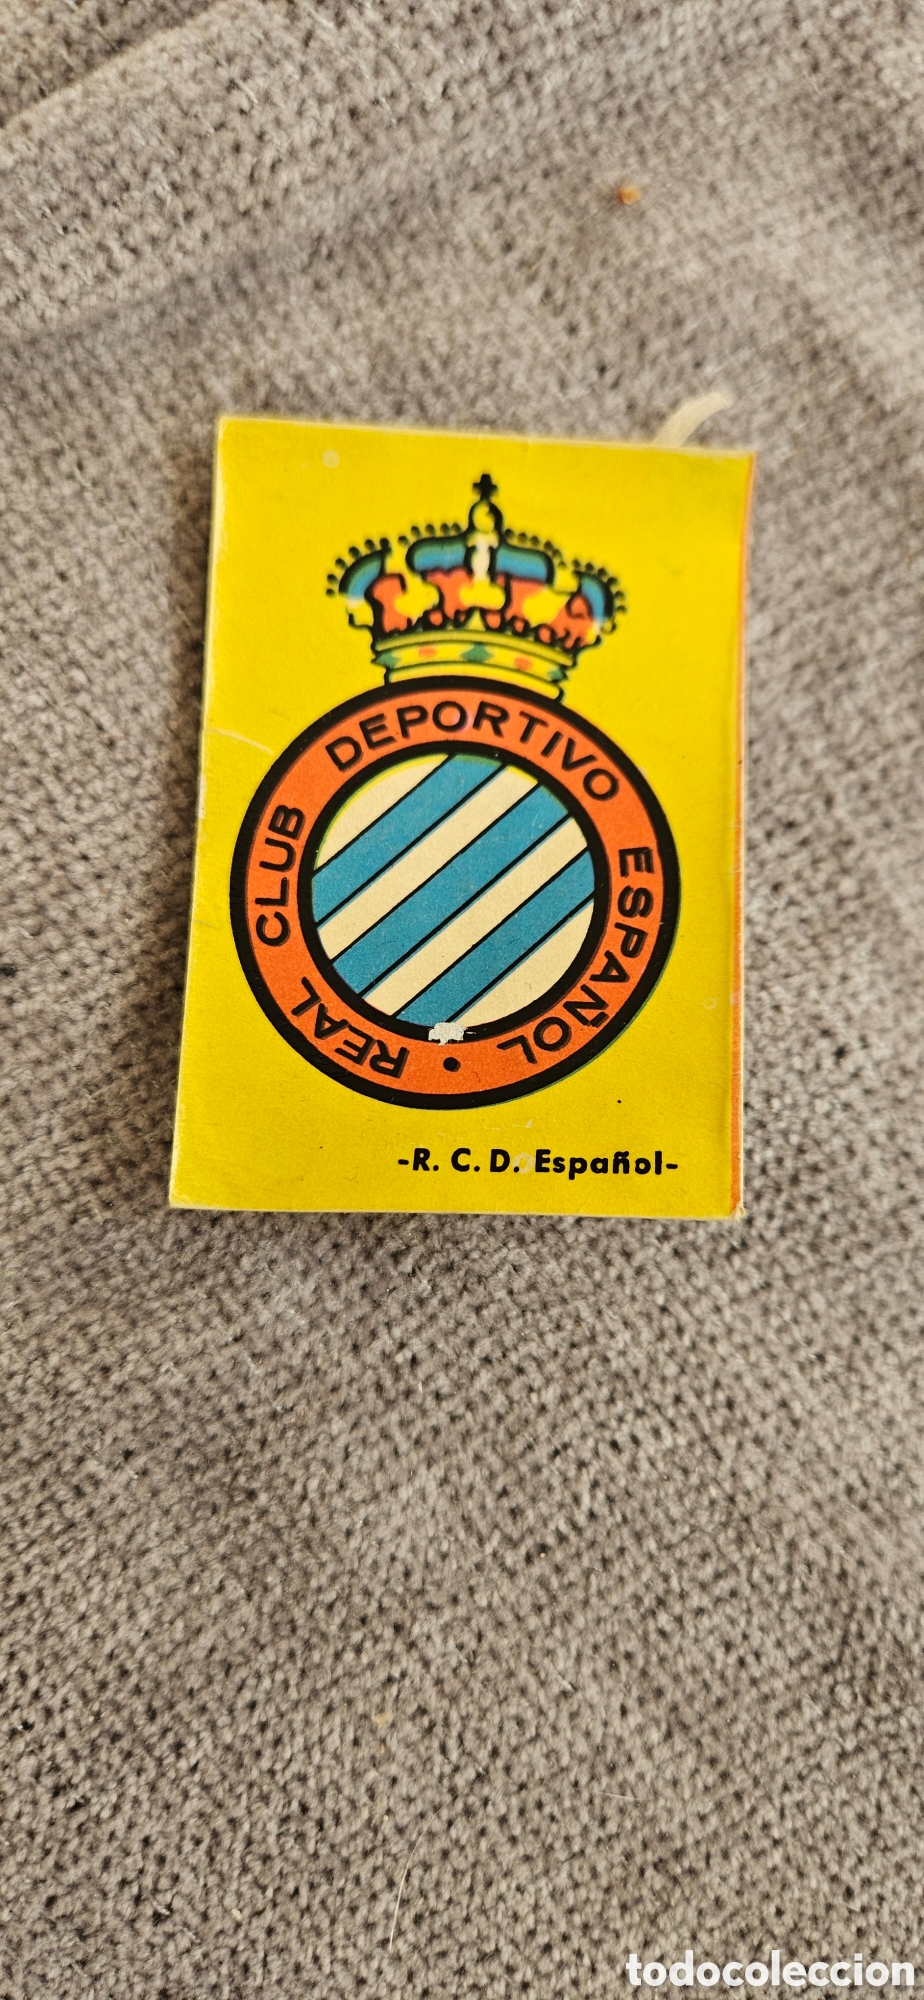 REAL CLUB DEPORTIVO ESPAÑOL •
-R. C. D. Español-
todocoleccion